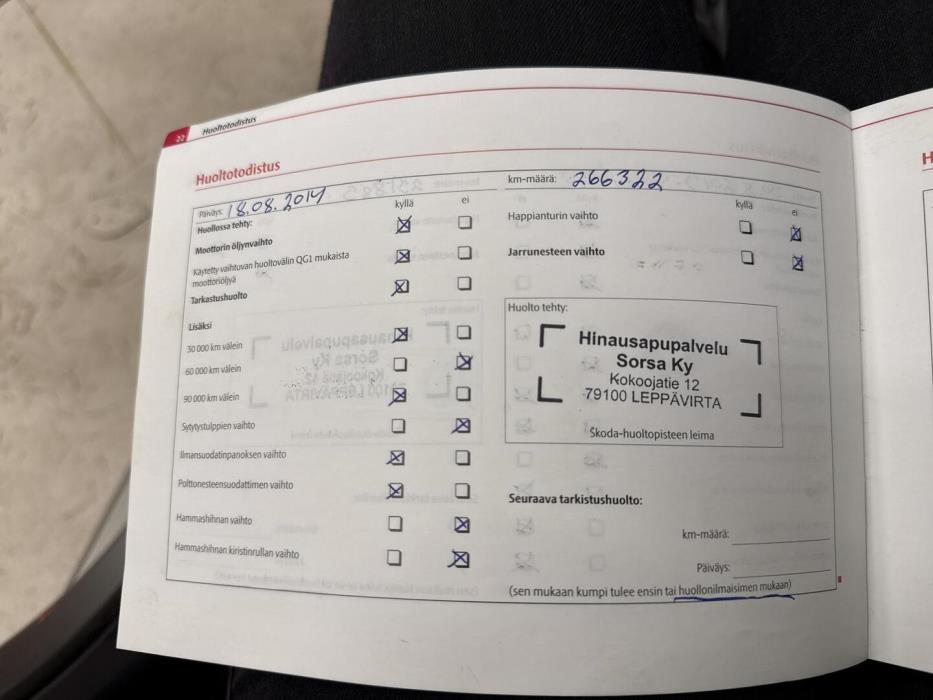 22 Huoltotodistus
Huoltotodistus
Päiväys: 18.08.2014
kyllä ei
Huollossa tehty:
Moottorin öljynvaihto
Käytetty vaihtuvan huoltovälin QG1 mukaista
moottoriöljyä
Tarkastushuolto
Lisäksi
30 000 km välein
60 000 km välein
90 000 km välein
Sytytystulppien vaihto
Ilmansuodatinpanoksen vaihto
Polttonesteensuodattimen vaihto
Hammashihnan vaihto
Hammashihnan kiristinrullan vaihto
km-määrä: 266322
kyllä ei
Happianturin vaihto
Jarrunesteen vaihto
Huolto tehty:
Hinausapupalvelu
Sorsa Ky
Kokoojatie 12
79100 LEPPÄVIRTA
Škoda-huoltopisteen leima
Seuraava tarkistushuolto:
km-määrä:
Päiväys:
(sen mukaan kumpi tulee ensin tai huollonilmaisimen mukaan)
H